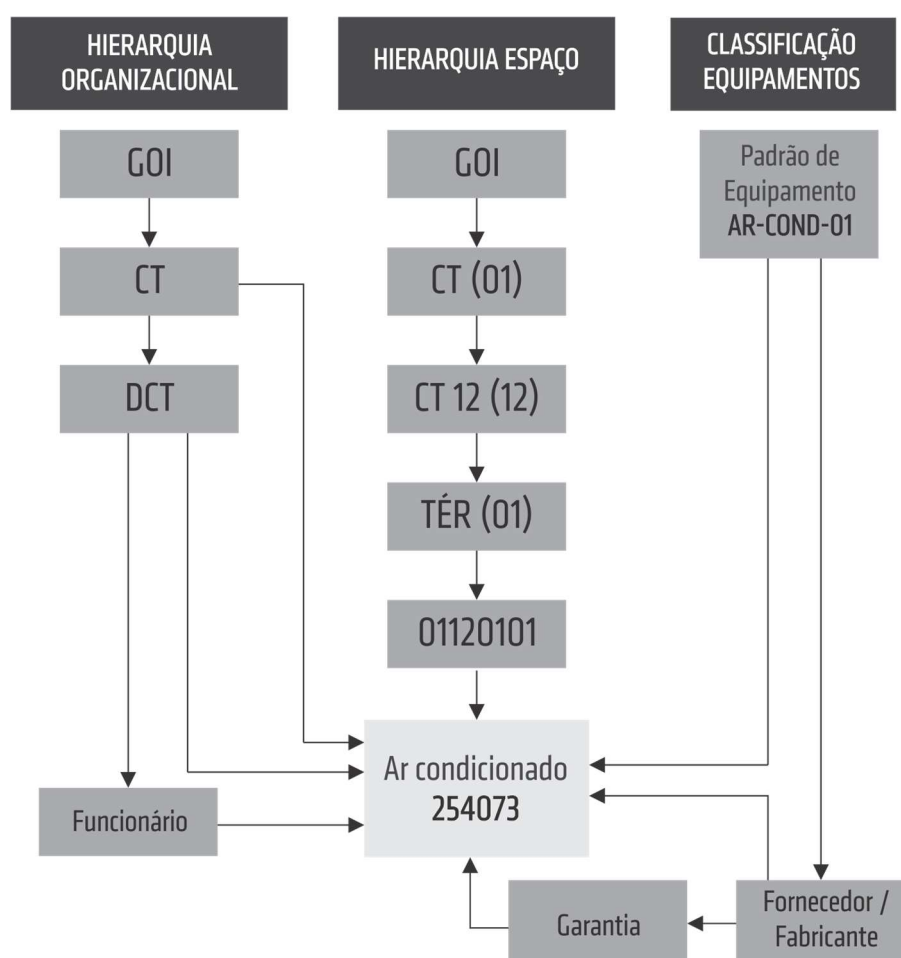 HIERARQUIA
ORGANIZACIONAL
GOI
CT
DCT
Funcionário
HIERARQUIA ESPAÇO
GOI
CT (01)
CT 12 (12)
TÉR (01)
01120101
Ar condicionado
254073
CLASSIFICAÇÃO
EQUIPAMENTOS
Padrão de
Equipamento
AR-COND-01
Garantia
Fornecedor /
Fabricante